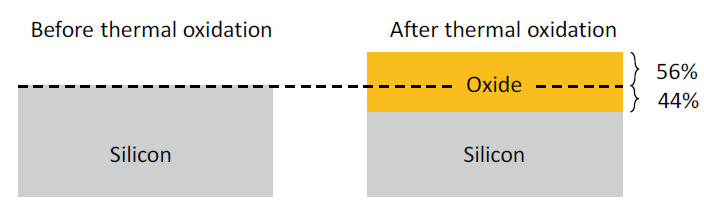 Before thermal oxidation
After thermal oxidation
Oxide
56%
44%
Silicon
Silicon